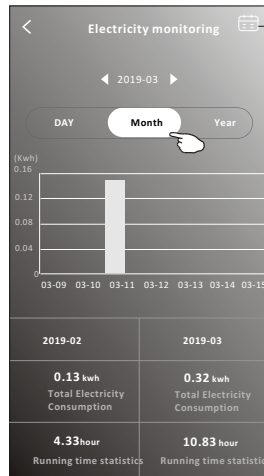 Electricity monitoring
2019-03
DAY Month Year
(Kwh)
0.16
0.12
0.08
0.04
0
03-09 03-10 03-11 03-12 03-13 03-14 03-15
2019-02 2019-03
0.13 kwh 0.32 kwh
Total Electricity Total Electricity
Consumption Consumption
4.33hour 10.83 hour
Running time statistics Running time statistic